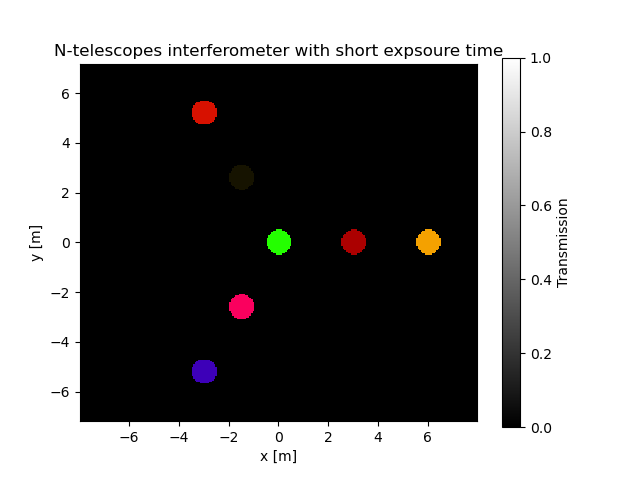 N-telescopes interferometer with short expsoure time
6
4
2
0
−2
−4
−6
y [m]
−6 −4 −2 0 2 4 6
x [m]
1.0
0.8
0.6
0.4
0.2
0.0
Transmission